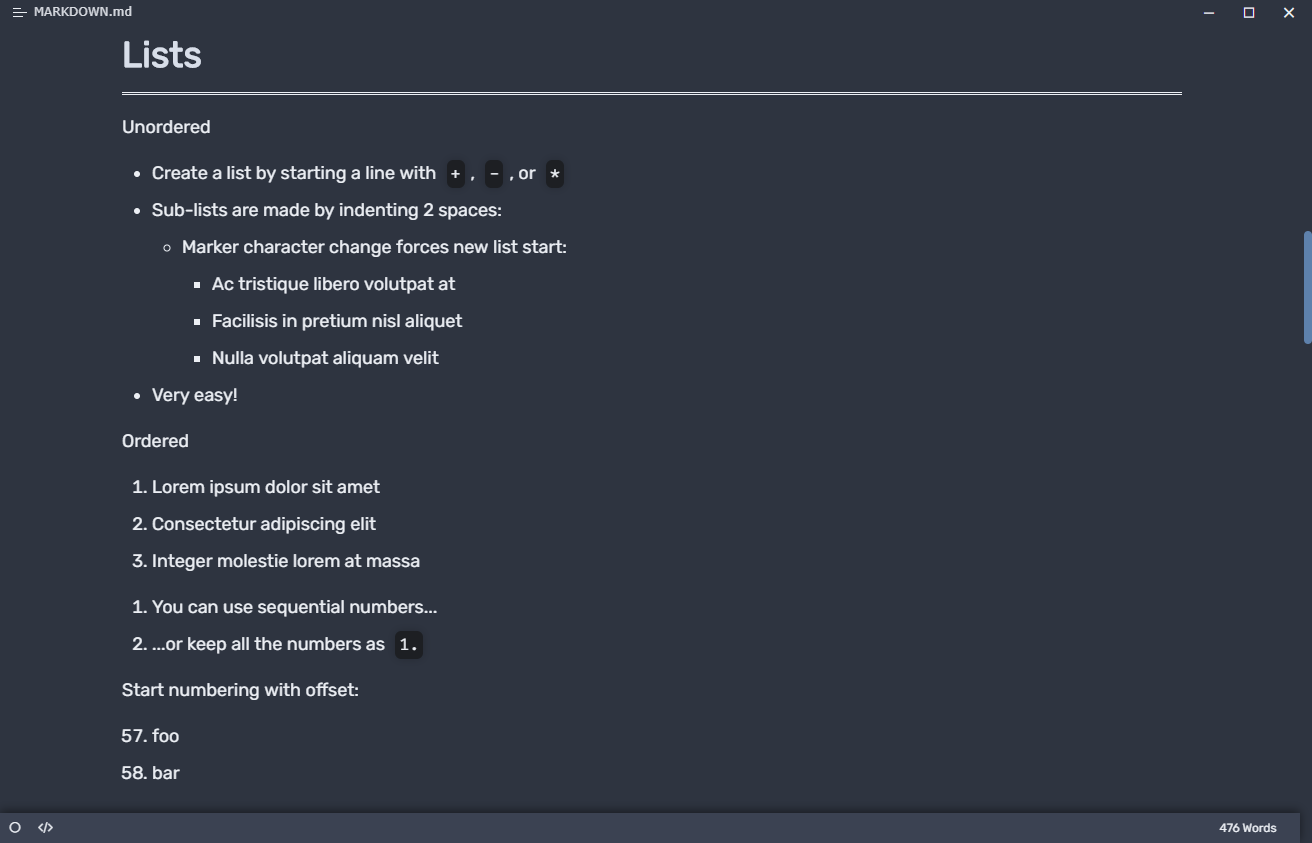 MARKDOWN.md
Lists
Unordered
Create a list by starting a line with + , - , or *
Sub-lists are made by indenting 2 spaces:
Marker character change forces new list start:
Ac tristique libero volutpat at
Facilisis in pretium nisl aliquet
Nulla volutpat aliquam velit
Very easy!
Ordered
1. Lorem ipsum dolor sit amet
2. Consectetur adipiscing elit
3. Integer molestie lorem at massa
1. You can use sequential numbers...
2. ...or keep all the numbers as 1.
Start numbering with offset:
57. foo
58. bar
476 Words